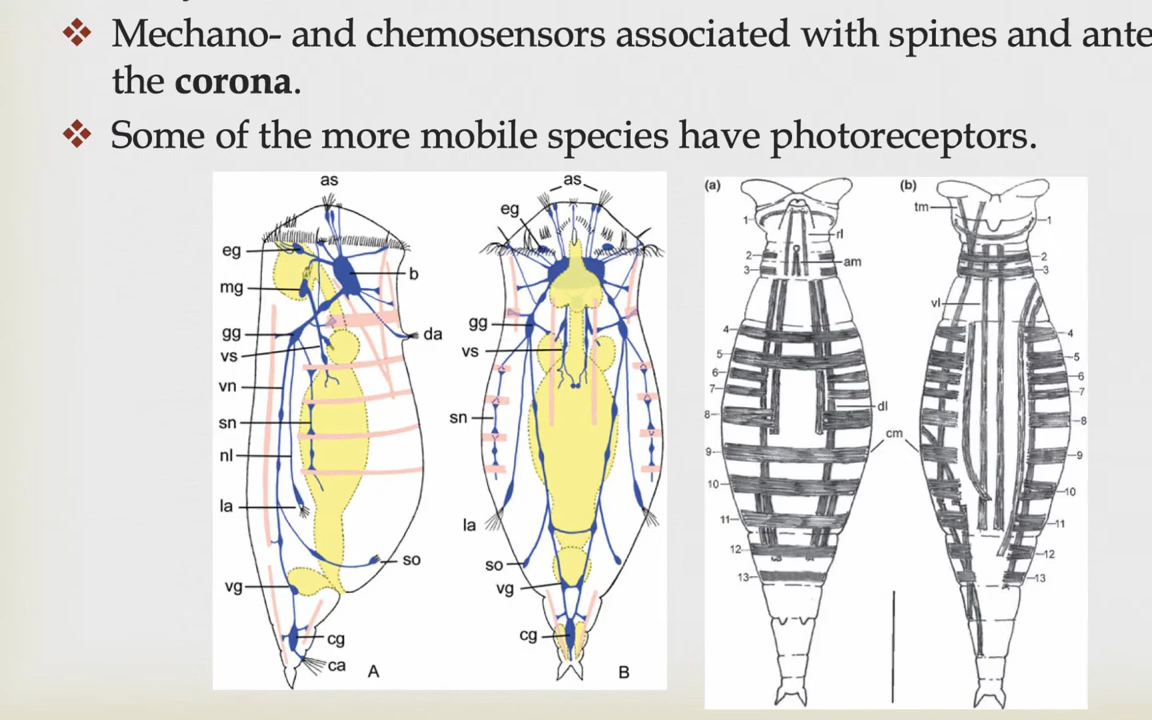 Mechano- and chemosensors associated with spines and ante
the corona.
Some of the more mobile species have photoreceptors.
as
eg
mg
gg
vs
vn
sn
nl
la
vg
b
da
so
cg
ca
A
as
eg
gg
vs
sn
la
so
vg
cg
B
(a)
1
2
3
4
5
6
7
8
9
10
11
12
13
rl
am
dl
cm
(b)
tm
vl
1
2
3
4
5
6
7
8
9
10
11
12
13